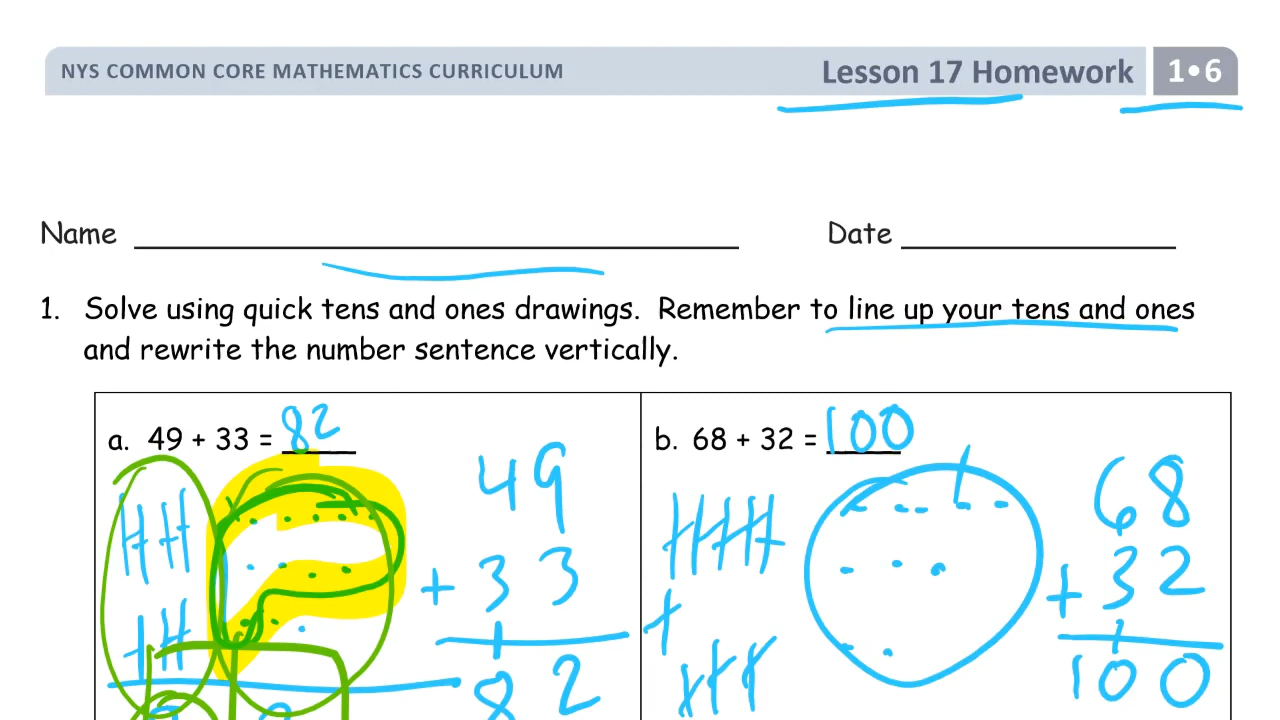 NYS COMMON CORE MATHEMATICS CURRICULUM
Lesson 17 Homework
1•6
Name
Date
1. Solve using quick tens and ones drawings. Remember to line up your tens and ones
and rewrite the number sentence vertically.
a. 49 + 33 = 82
49
+ 33
1
82
b. 68 + 32 = 100
68
+ 32
1
100